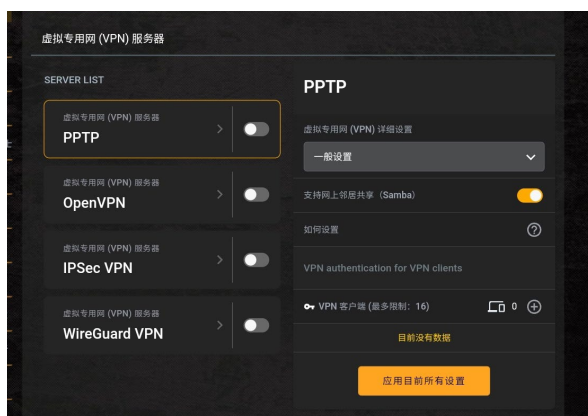 虚拟专用网 (VPN) 服务器
SERVER LIST
虚拟专用网 (VPN) 服务器
PPTP
虚拟专用网 (VPN) 服务器
OpenVPN
虚拟专用网 (VPN) 服务器
IPSec VPN
虚拟专用网 (VPN) 服务器
WireGuard VPN
PPTP
虚拟专用网 (VPN) 详细设置
一般设置
支持网上邻居共享（Samba）
如何设置
VPN authentication for VPN clients
VPN 客户端 (最多限制：16) 0
目前没有数据
应用目前所有设置